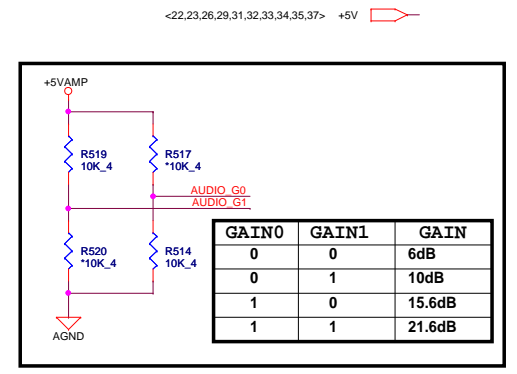 <22,23,26,29,31,32,33,34,35,37> +5V
+5VAMP
R519
10K_4
R517
*10K_4
AUDIO_G0
AUDIO_G1
R520
*10K_4
R514
10K_4
AGND
GAIN0 GAIN1 GAIN
0 0 6dB
0 1 10dB
1 0 15.6dB
1 1 21.6dB